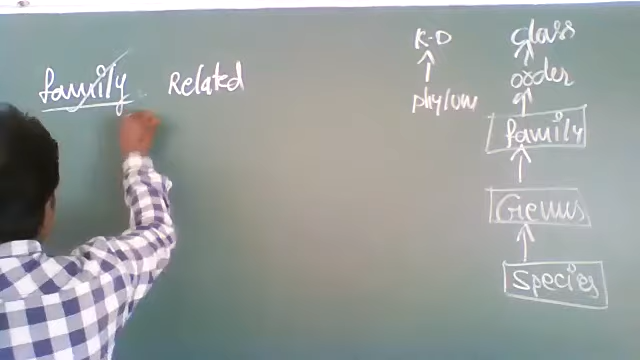 family Related
K.D
phylum
class
order
family
Genus
Species